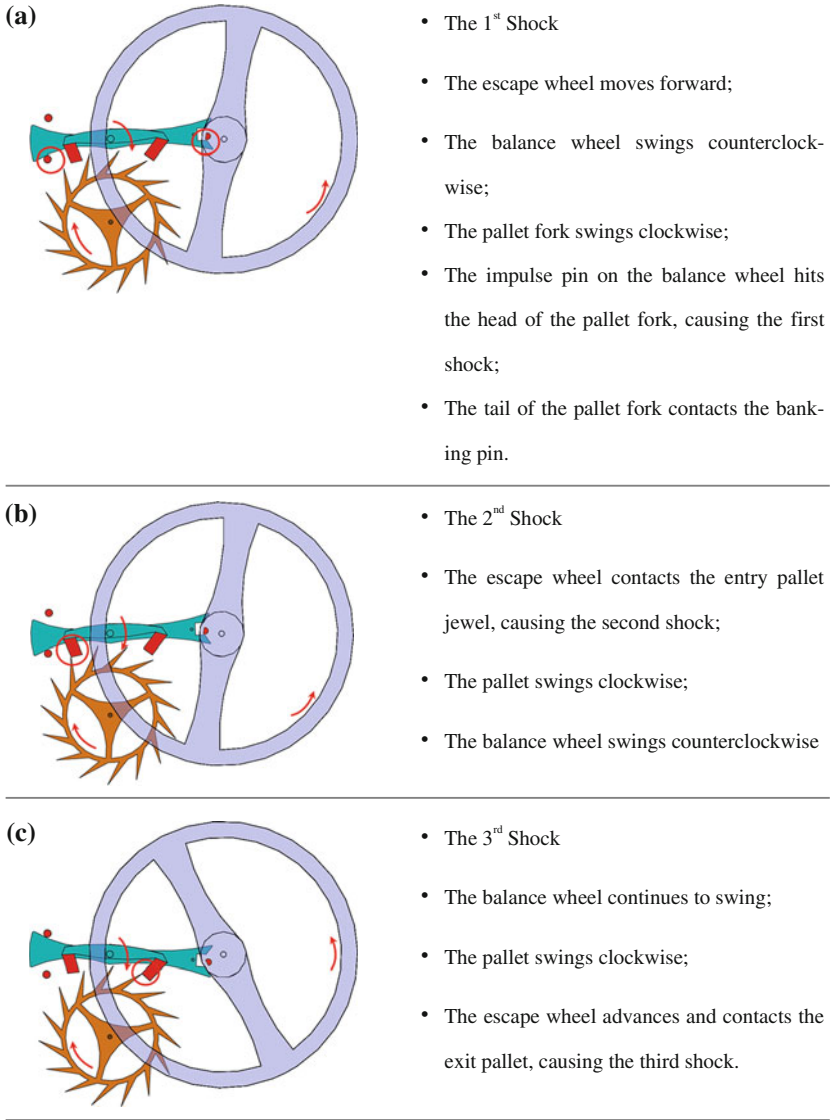 (a)
• The 1st Shock
• The escape wheel moves forward;
• The balance wheel swings counterclock-
wise;
• The pallet fork swings clockwise;
• The impulse pin on the balance wheel hits
the head of the pallet fork, causing the first
shock;
• The tail of the pallet fork contacts the bank-
ing pin.
(b)
• The 2nd Shock
• The escape wheel contacts the entry pallet
jewel, causing the second shock;
• The pallet swings clockwise;
• The balance wheel swings counterclockwise
(c)
• The 3rd Shock
• The balance wheel continues to swing;
• The pallet swings clockwise;
• The escape wheel advances and contacts the
exit pallet, causing the third shock.